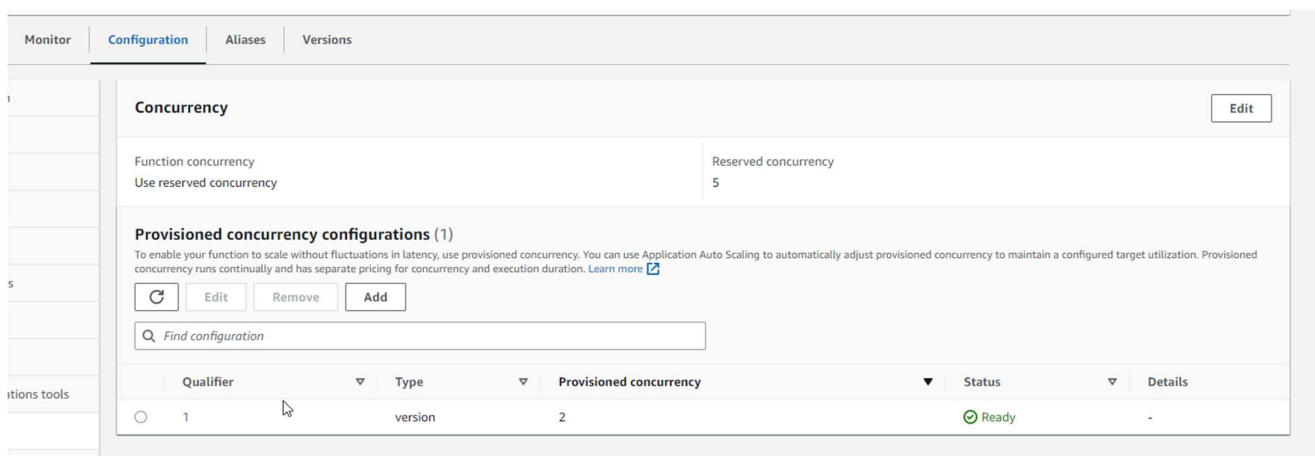 Monitor Configuration Aliases Versions
Concurrency
Edit
Function concurrency
Use reserved concurrency
Reserved concurrency
5
Provisioned concurrency configurations (1)
To enable your function to scale without fluctuations in latency, use provisioned concurrency. You can use Application Auto Scaling to automatically adjust provisioned concurrency to maintain a configured target utilization. Provisioned
concurrency runs continually and has separate pricing for concurrency and execution duration. Learn more
Edit Remove Add
Find configuration
Qualifier Type Provisioned concurrency Status Details
ations tools
1 version 2 Ready -